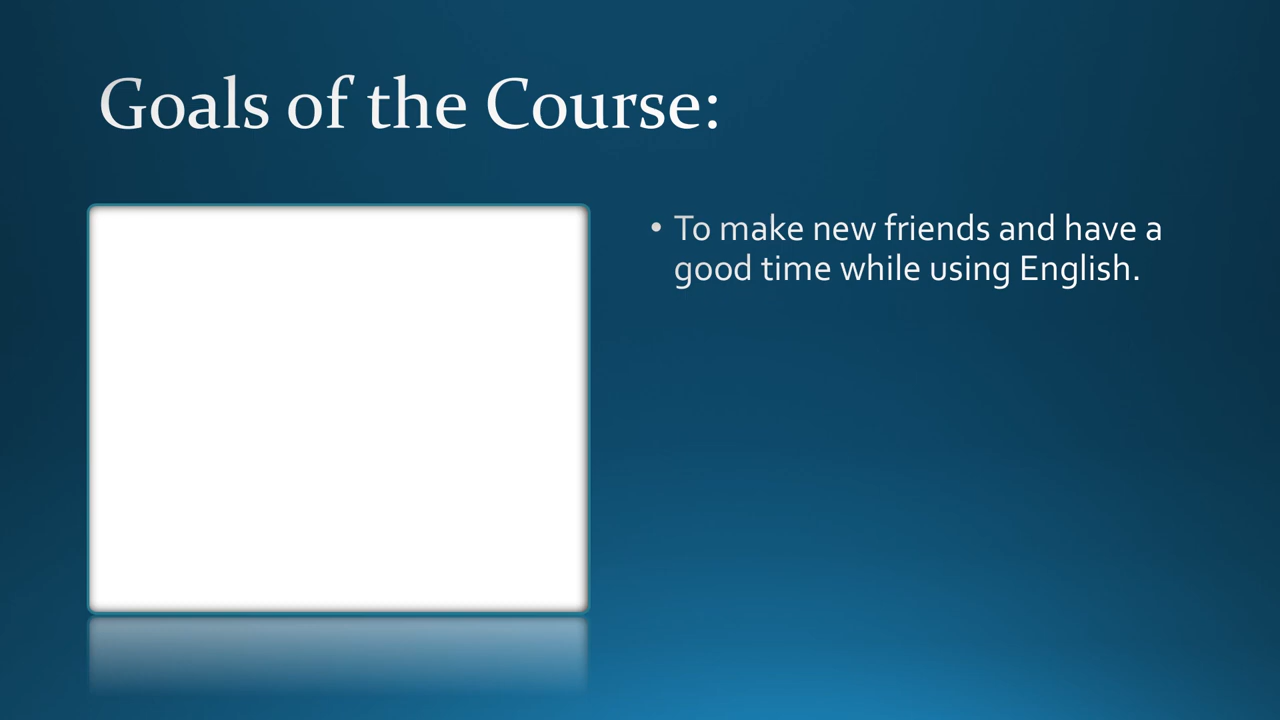 Goals of the Course:
• To make new friends and have a
good time while using English.